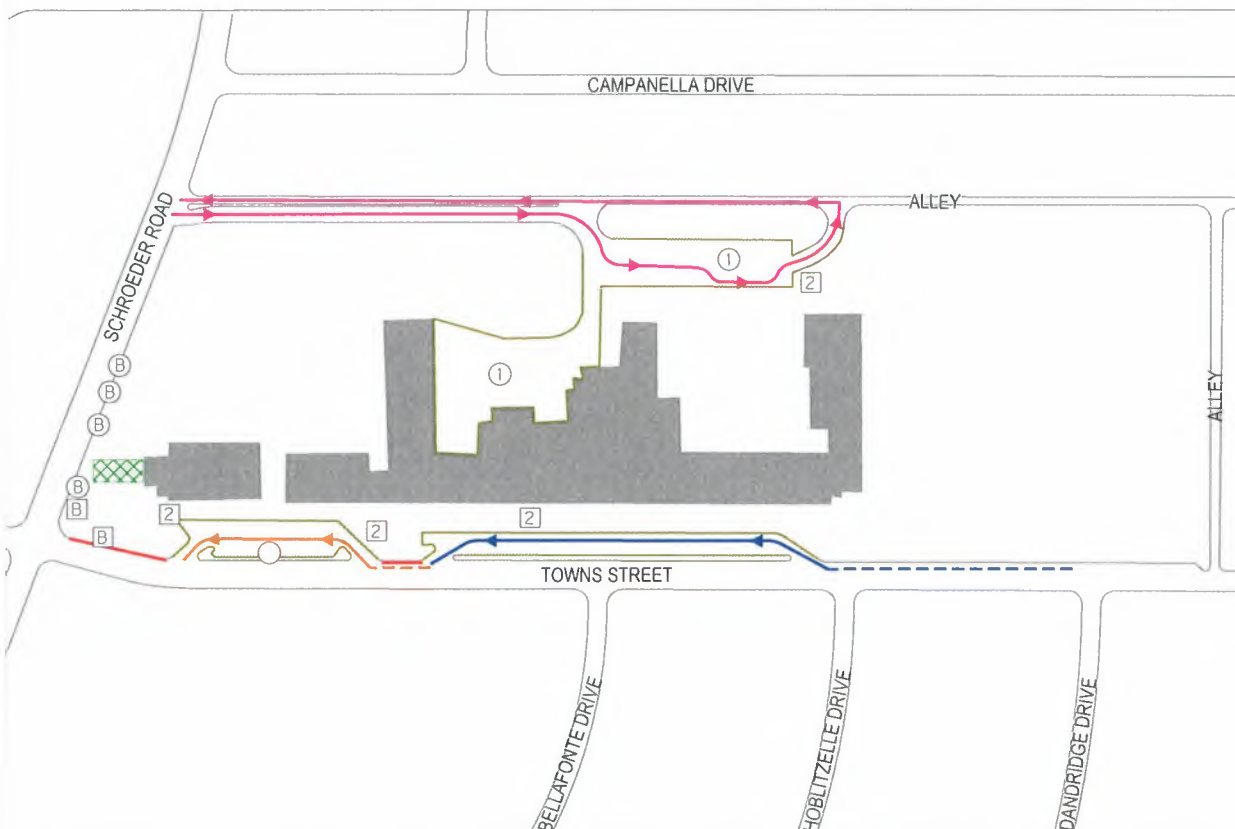 CAMPANELLA DRIVE
SCHROEDER ROAD
ALLEY
1
2
ALLEY
1
B
B
B
B
B
B
2
2
2
TOWNS STREET
BELLAFONTE DRIVE
HOBLITZELLE DRIVE
DANDRIDGE DRIVE